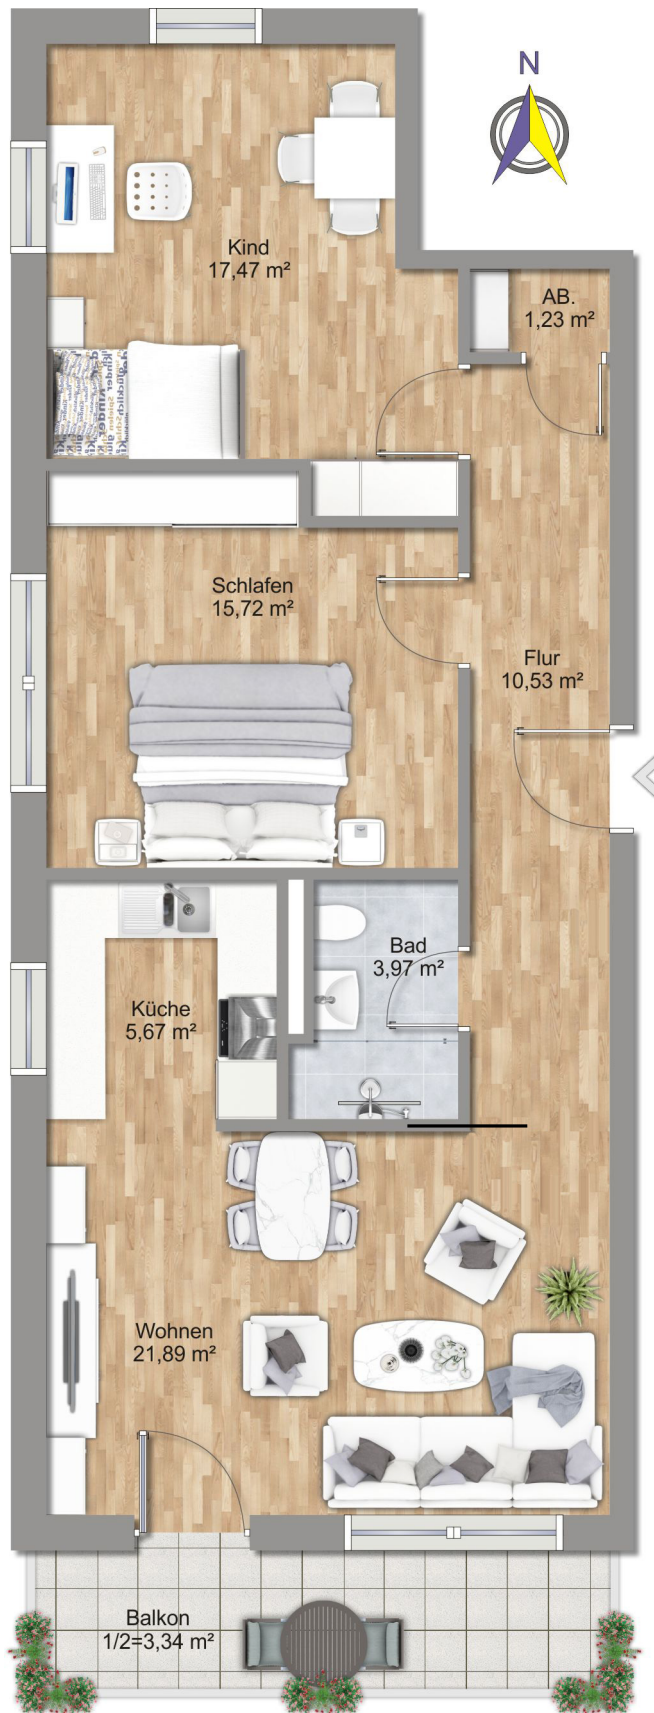 N
Kind
17,47 m²
AB.
1,23 m²
Schlafen
15,72 m²
Flur
10,53 m²
Bad
3,97 m²
Küche
5,67 m²
Wohnen
21,89 m²
Balkon
1/2=3,34 m²